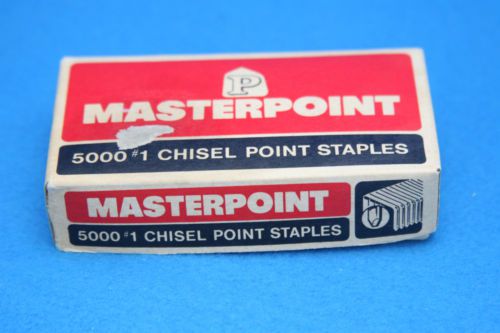 P
MASTERPOINT
5000 #1 CHISEL POINT STAPLES
MASTERPOINT
5000 #1 CHISEL POINT STAPLES